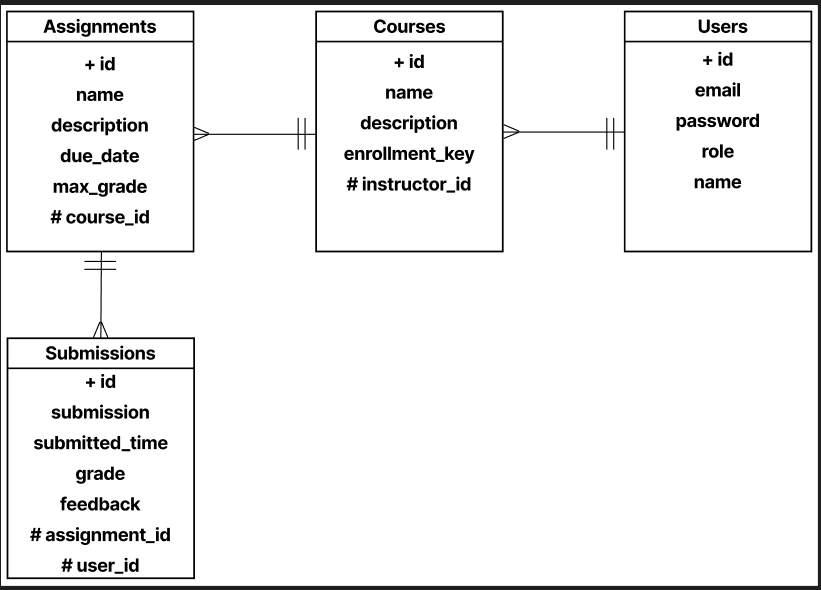 Assignments
+ id
name
description
due_date
max_grade
# course_id
Courses
+ id
name
description
enrollment_key
# instructor_id
Users
+ id
email
password
role
name
Submissions
+ id
submission
submitted_time
grade
feedback
# assignment_id
# user_id